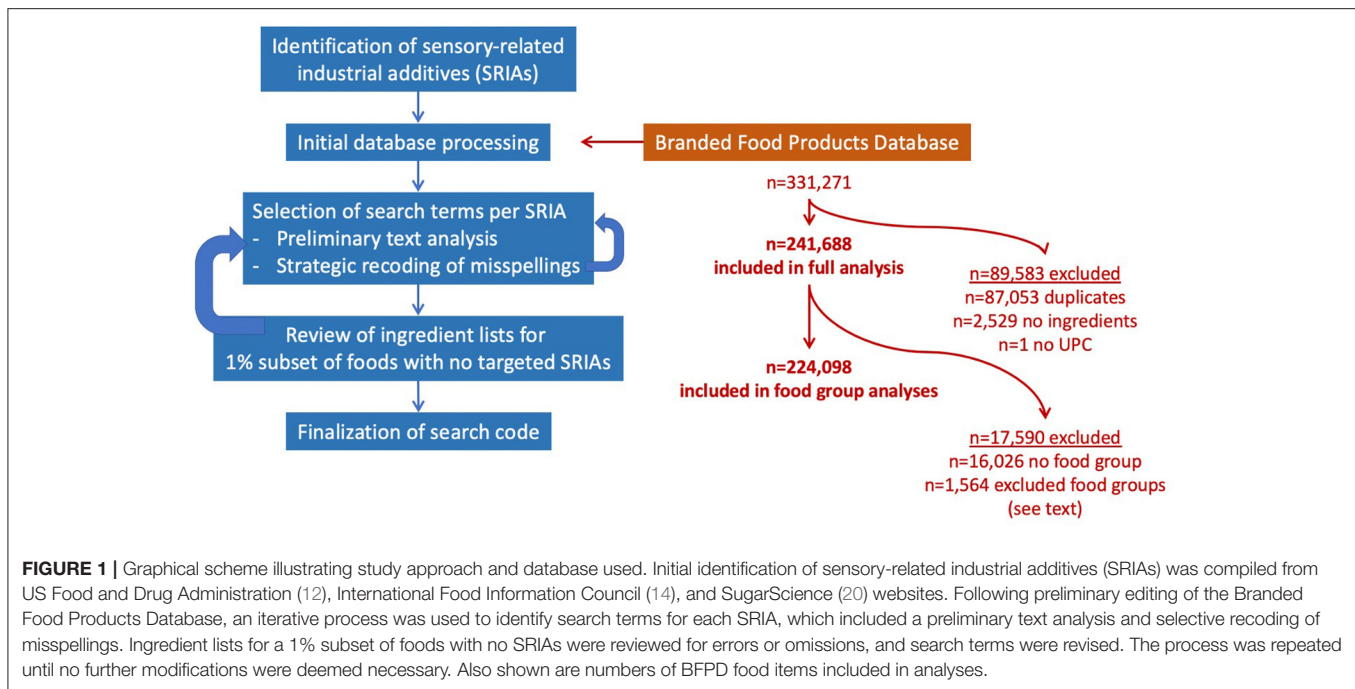 Identification of sensory-related
industrial additives (SRIAs)
Initial database processing
Branded Food Products Database
n=331,271
Selection of search terms per SRIA
- Preliminary text analysis
- Strategic recoding of misspellings
n=241,688
included in full analysis
n=89,583 excluded
n=87,053 duplicates
n=2,529 no ingredients
n=1 no UPC
Review of ingredient lists for
1% subset of foods with no targeted SRIAs
n=224,098
included in food group analyses
Finalization of search code
n=17,590 excluded
n=16,026 no food group
n=1,564 excluded food groups
(see text)
FIGURE 1 | Graphical scheme illustrating study approach and database used. Initial identification of sensory-related industrial additives (SRIAs) was compiled from
US Food and Drug Administration (12), International Food Information Council (14), and SugarScience (20) websites. Following preliminary editing of the Branded
Food Products Database, an iterative process was used to identify search terms for each SRIA, which included a preliminary text analysis and selective recoding of
misspellings. Ingredient lists for a 1% subset of foods with no SRIAs were reviewed for errors or omissions, and search terms were revised. The process was repeated
until no further modifications were deemed necessary. Also shown are numbers of BFPD food items included in analyses.